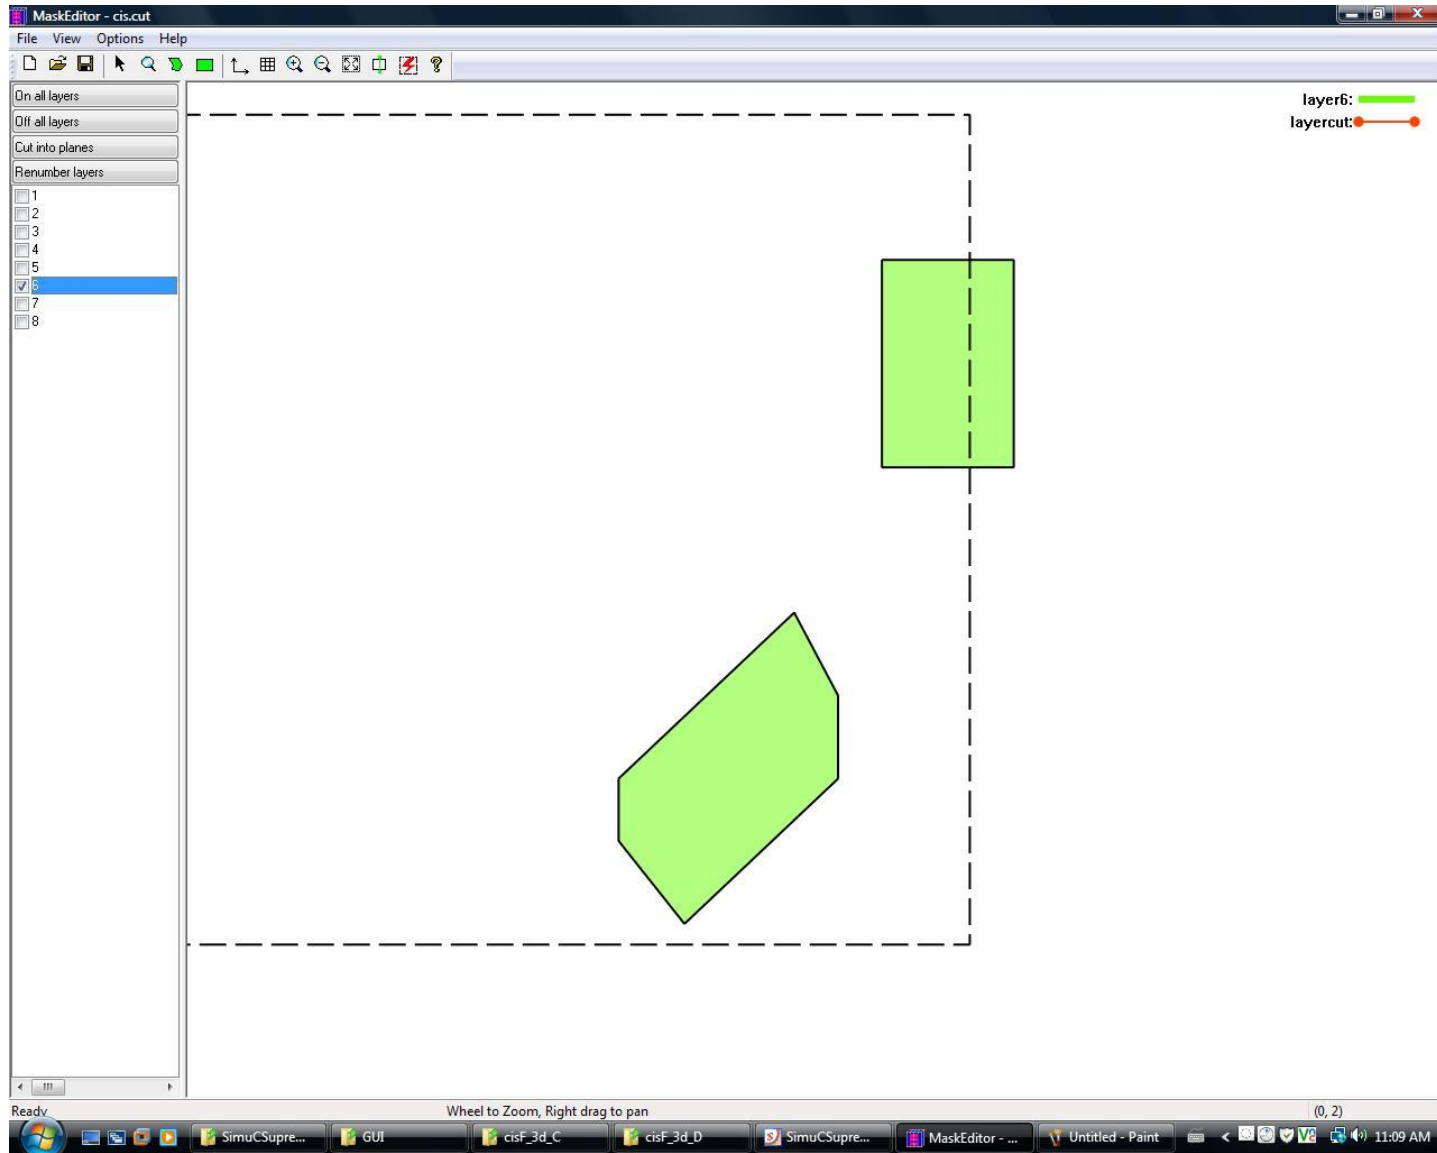 MaskEditor - cis.cut
File View Options Help
On all layers
Off all layers
Cut into planes
Renumber layers
1
2
3
4
5
6
7
8
layer6:
layercut:
Ready
Wheel to Zoom, Right drag to pan
(0, 2)
SimuCSupre...
GUI
cisF_3d_C
cisF_3d_D
SimuCSupre...
MaskEditor - ...
Untitled - Paint
11:09 AM